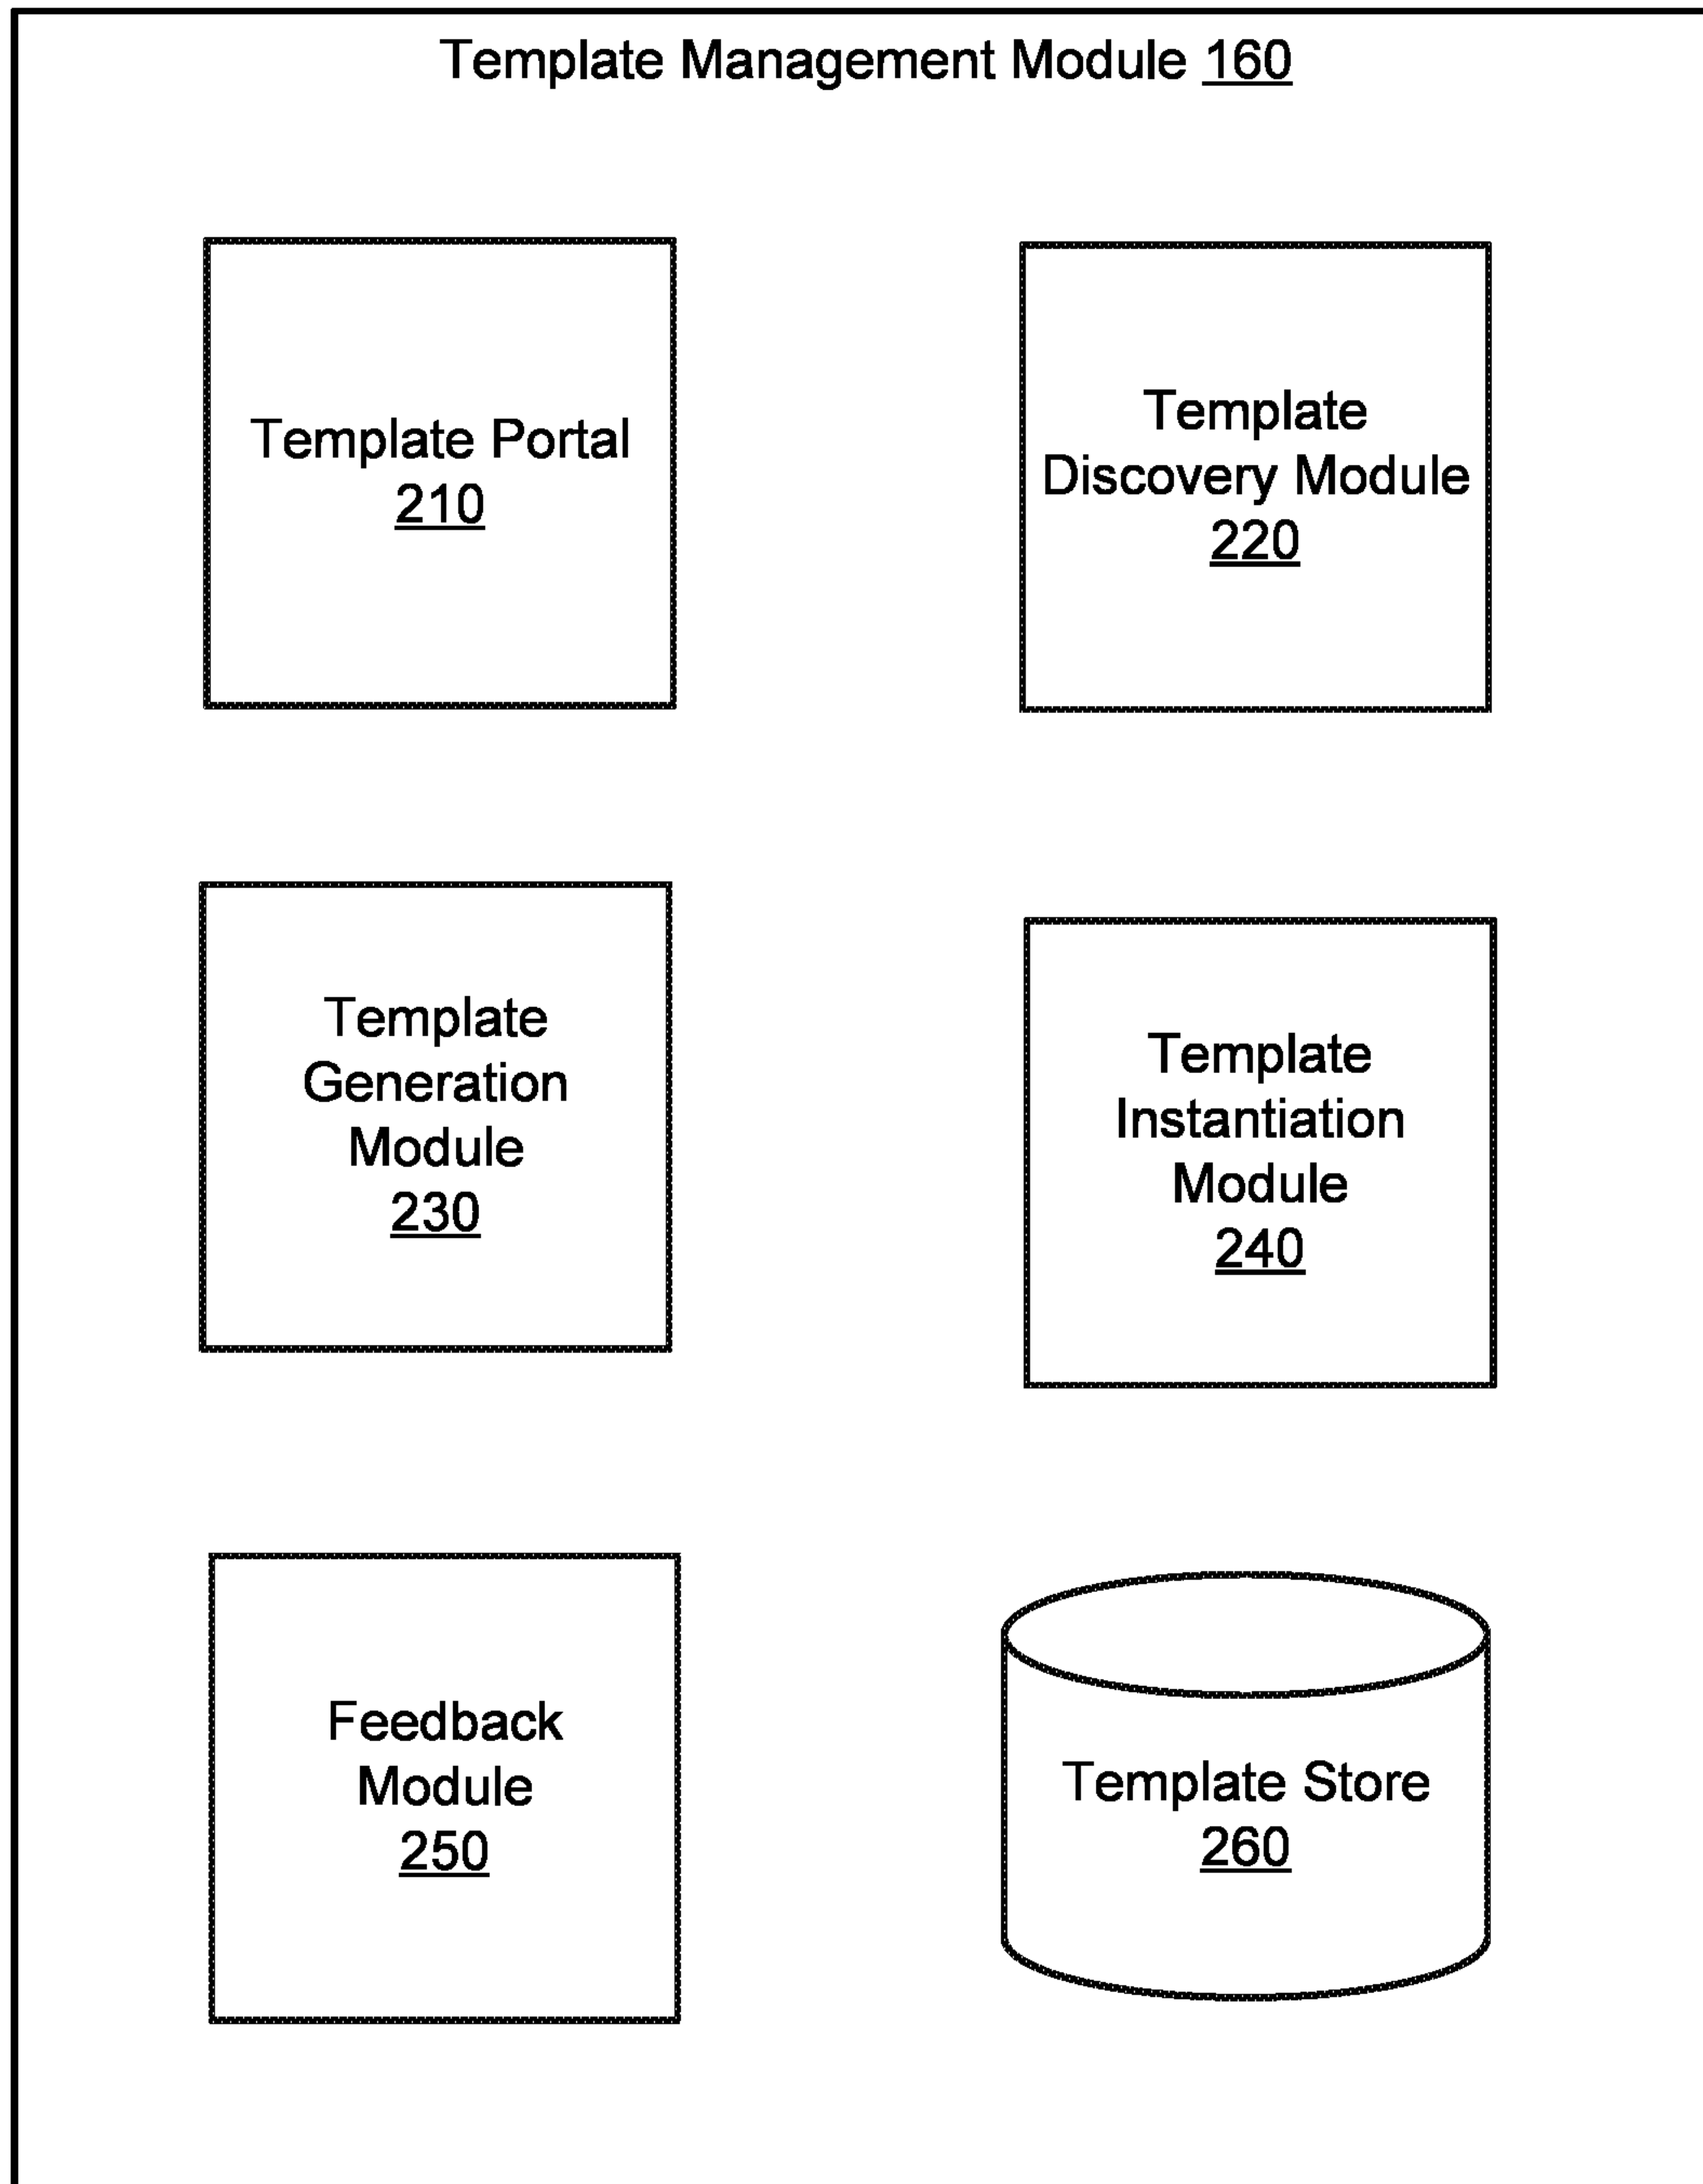 Template Management Module 160
Template Portal
210
Template
Discovery Module
220
Template
Generation
Module
230
Template
Instantiation
Module
240
Feedback
Module
250
Template Store
260